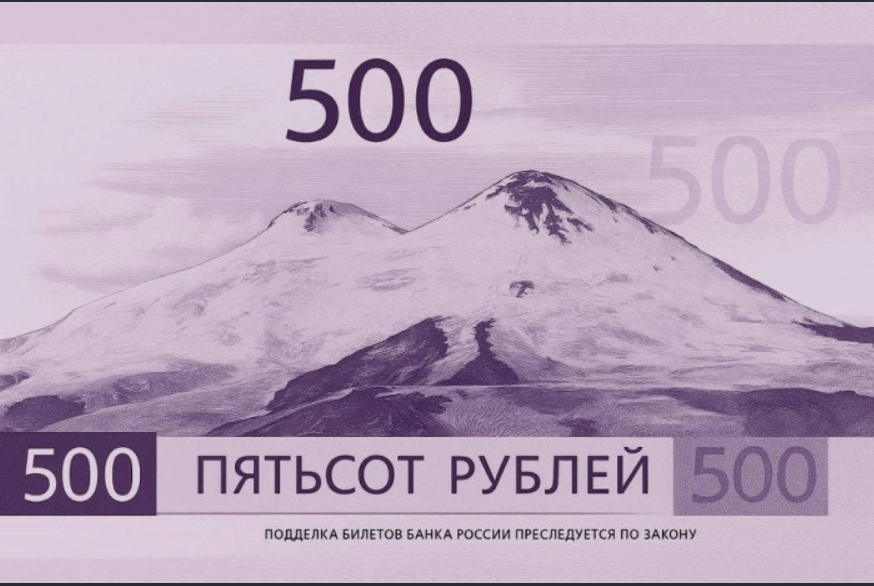 500
500
500 ПЯТЬСОТ РУБЛЕЙ 500
ПОДДЕЛКА БИЛЕТОВ БАНКА РОССИИ ПРЕСЛЕДУЕТСЯ ПО ЗАКОНУ